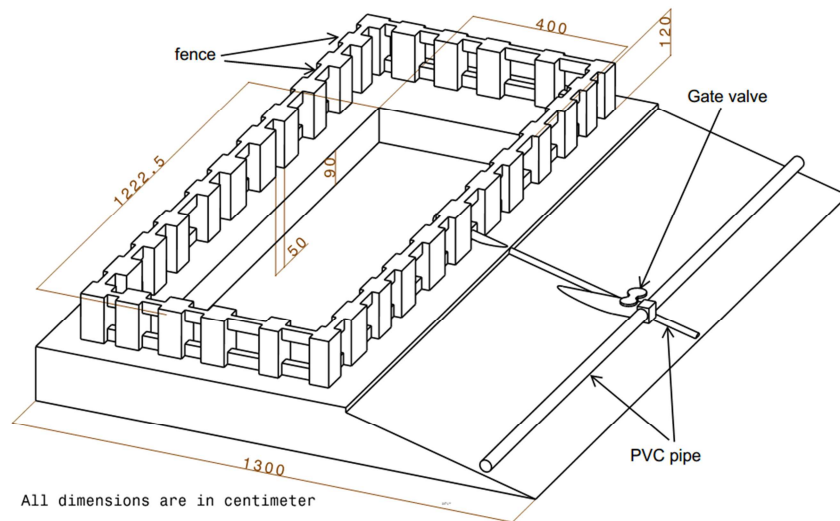 400
120
fence
Gate valve
1222.5
90
50
PVC pipe
1300
All dimensions are in centimeter